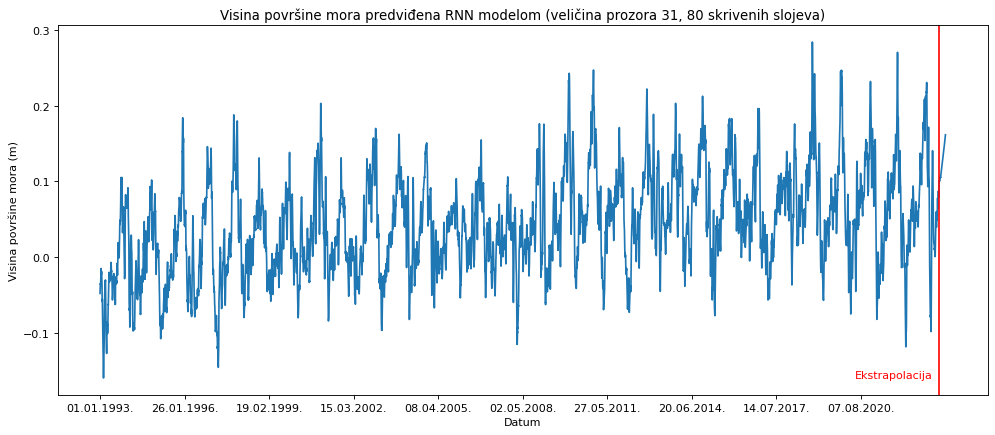 Visina površine mora predviđena RNN modelom (veličina prozora 31, 80 skrivenih slojeva)
Visina površine mora (m)
0.3
0.2
0.1
0.0
−0.1
Ekstrapolacija
01.01.1993. 26.01.1996. 19.02.1999. 15.03.2002. 08.04.2005. 02.05.2008. 27.05.2011. 20.06.2014. 14.07.2017. 07.08.2020.
Datum